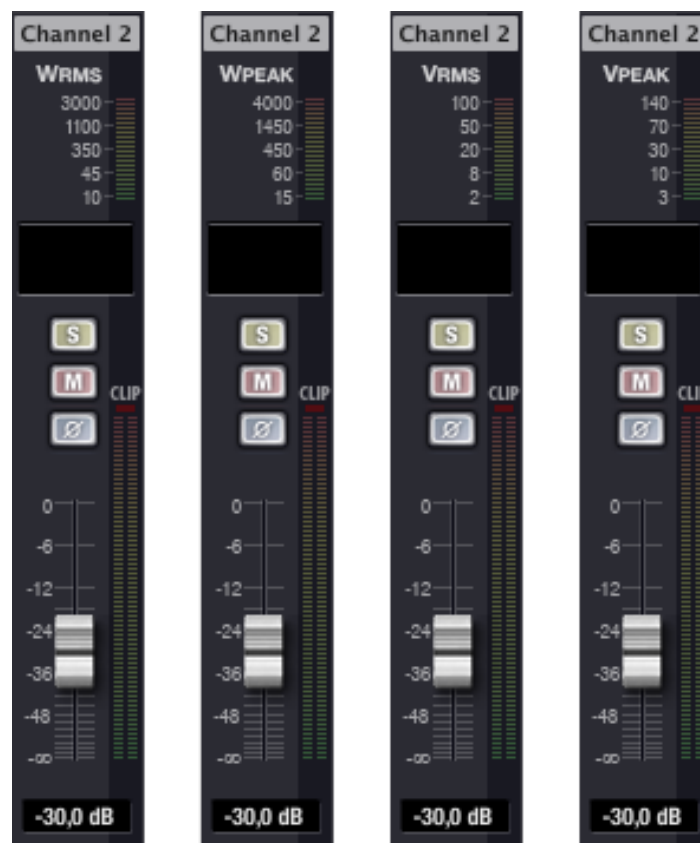 Channel 2 Channel 2 Channel 2 Channel 2
WRMS WPEAK VRMS VPEAK
3000 4000 100 140
1100 1450 50 70
350 450 20 30
45 60 8 10
10 15 2 3
S S S S
M M M M
CLIP CLIP CLIP CLI
Ø Ø Ø Ø
0 0 0 0
-6 -6 -6 -6
-12 -12 -12 -12
-24 -24 -24 -24
-36 -36 -36 -36
-48 -48 -48 -48
-∞ -∞ -∞ -∞
-30,0 dB -30,0 dB -30,0 dB -30,0 dB